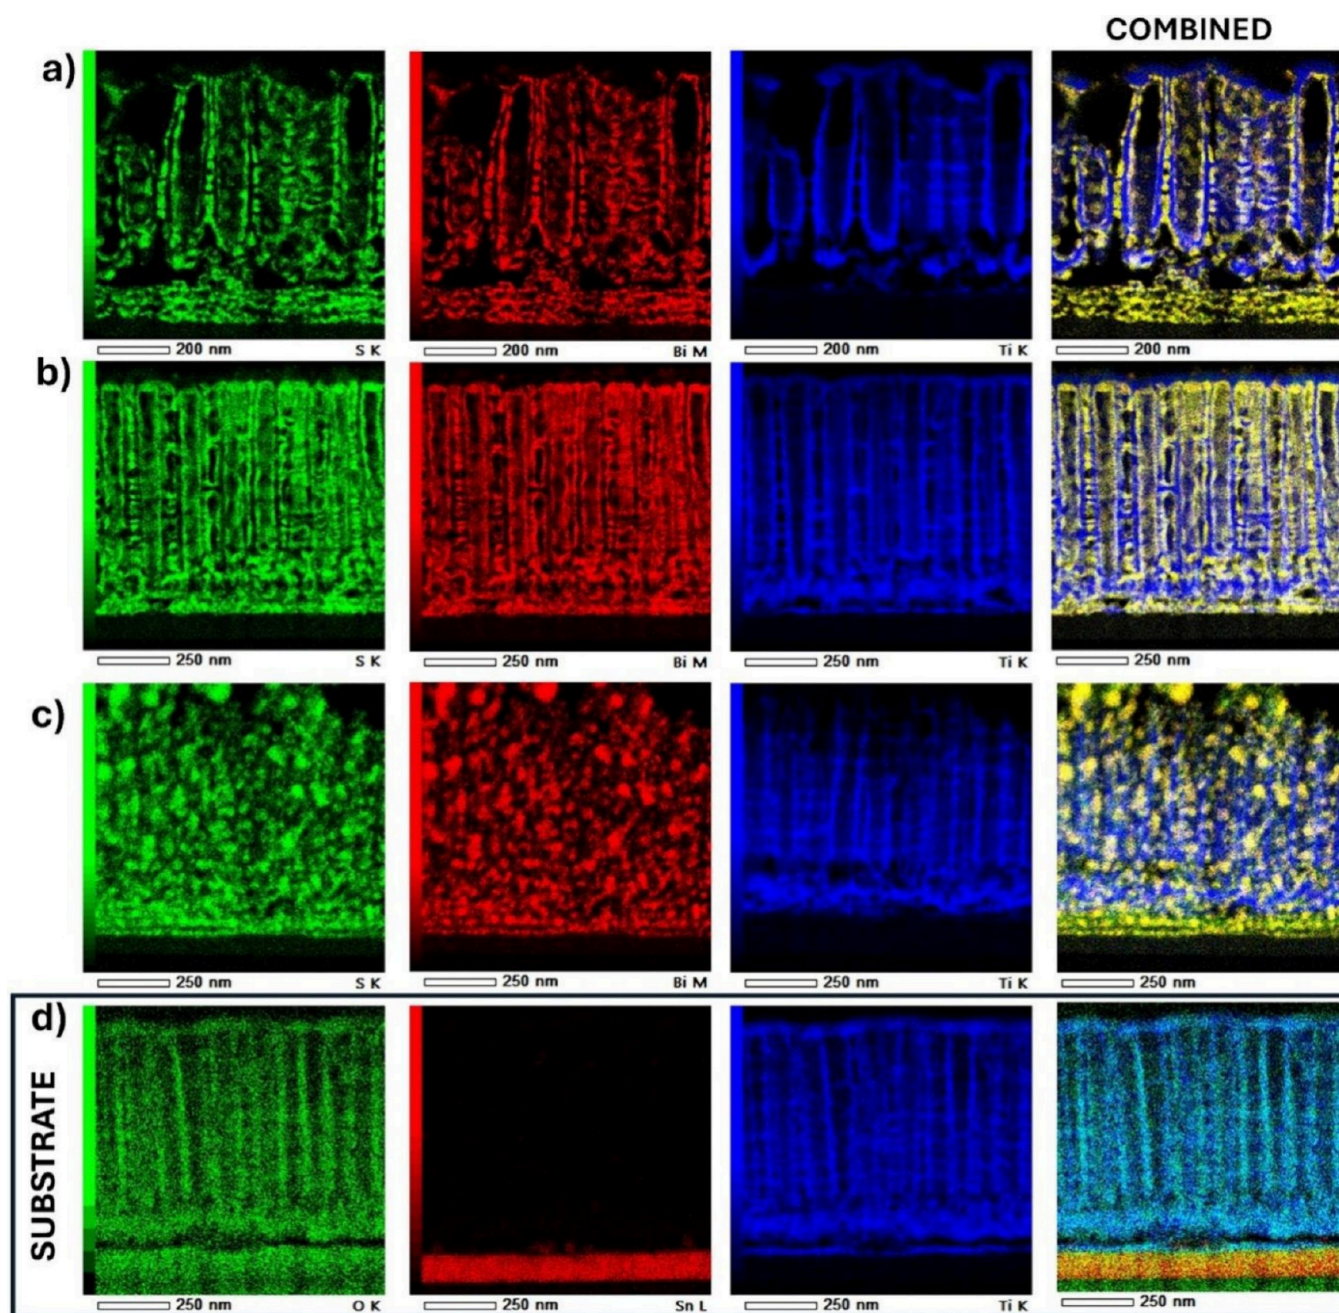 COMBINED
a)
200 nm S K
200 nm Bi M
200 nm Ti K
200 nm
b)
250 nm S K
250 nm Bi M
250 nm Ti K
250 nm
c)
250 nm S K
250 nm Bi M
250 nm Ti K
250 nm
d)
SUBSTRATE
250 nm O K
250 nm Sn L
250 nm Ti K
250 nm